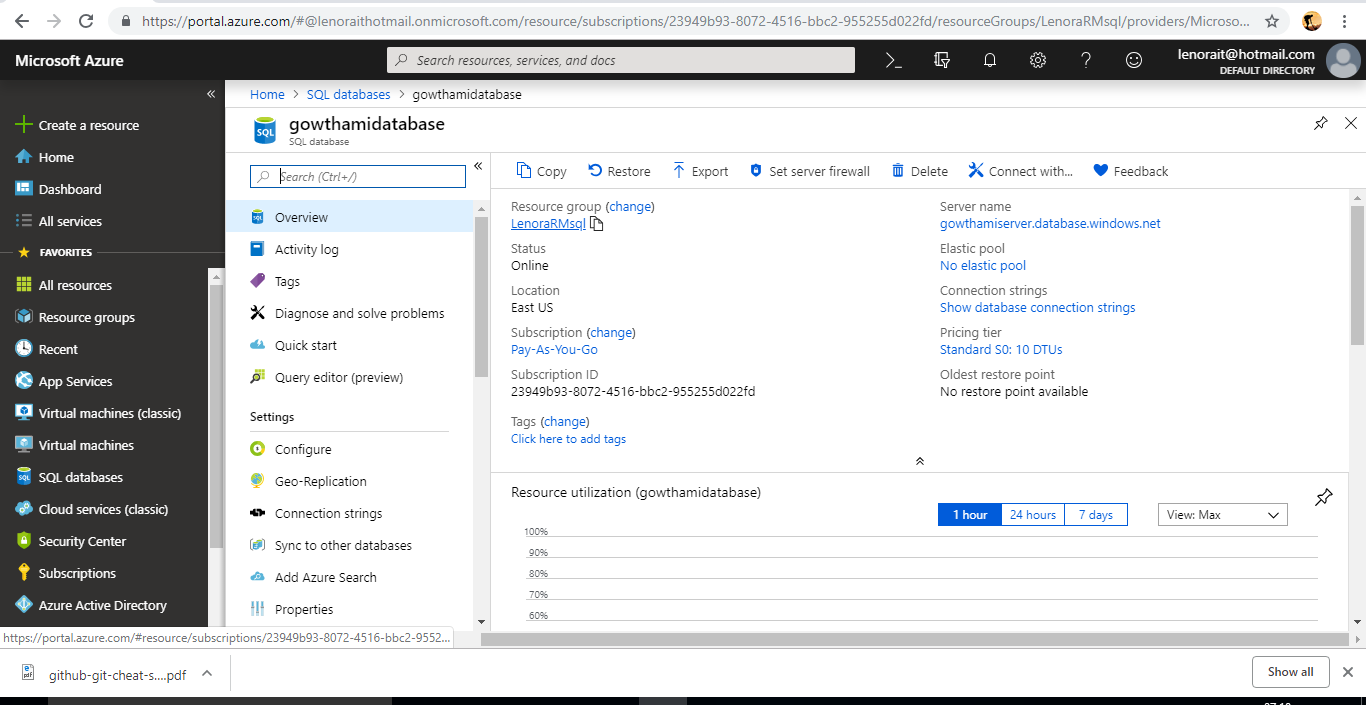 https://portal.azure.com/#@lenoraithotmail.onmicrosoft.com/resource/subscriptions/23949b93-8072-4516-bbc2-955255d022fd/resourceGroups/LenoraRMsql/providers/Microso...
Microsoft Azure
Search resources, services, and docs
lenorait@hotmail.com
DEFAULT DIRECTORY
Home > SQL databases > gowthamidatabase
gowthamidatabase
SQL database
Create a resource
Home
Dashboard
All services
FAVORITES
All resources
Resource groups
Recent
App Services
Virtual machines (classic)
Virtual machines
SQL databases
Cloud services (classic)
Security Center
Subscriptions
Azure Active Directory
Search (Ctrl+/)
Overview
Activity log
Tags
Diagnose and solve problems
Quick start
Query editor (preview)
Settings
Configure
Geo-Replication
Connection strings
Sync to other databases
Add Azure Search
Properties
Copy Restore Export Set server firewall Delete Connect with... Feedback
Resource group (change)
LenoraRMsql
Status
Online
Location
East US
Subscription (change)
Pay-As-You-Go
Subscription ID
23949b93-8072-4516-bbc2-955255d022fd
Tags (change)
Click here to add tags
Server name
gowthamiserver.database.windows.net
Elastic pool
No elastic pool
Connection strings
Show database connection strings
Pricing tier
Standard S0: 10 DTUs
Oldest restore point
No restore point available
Resource utilization (gowthamidatabase)
1 hour 24 hours 7 days View: Max
100%
90%
80%
70%
60%
https://portal.azure.com/#resource/subscriptions/23949b93-8072-4516-bbc2-9552...
github-git-cheat-s....pdf
Show all